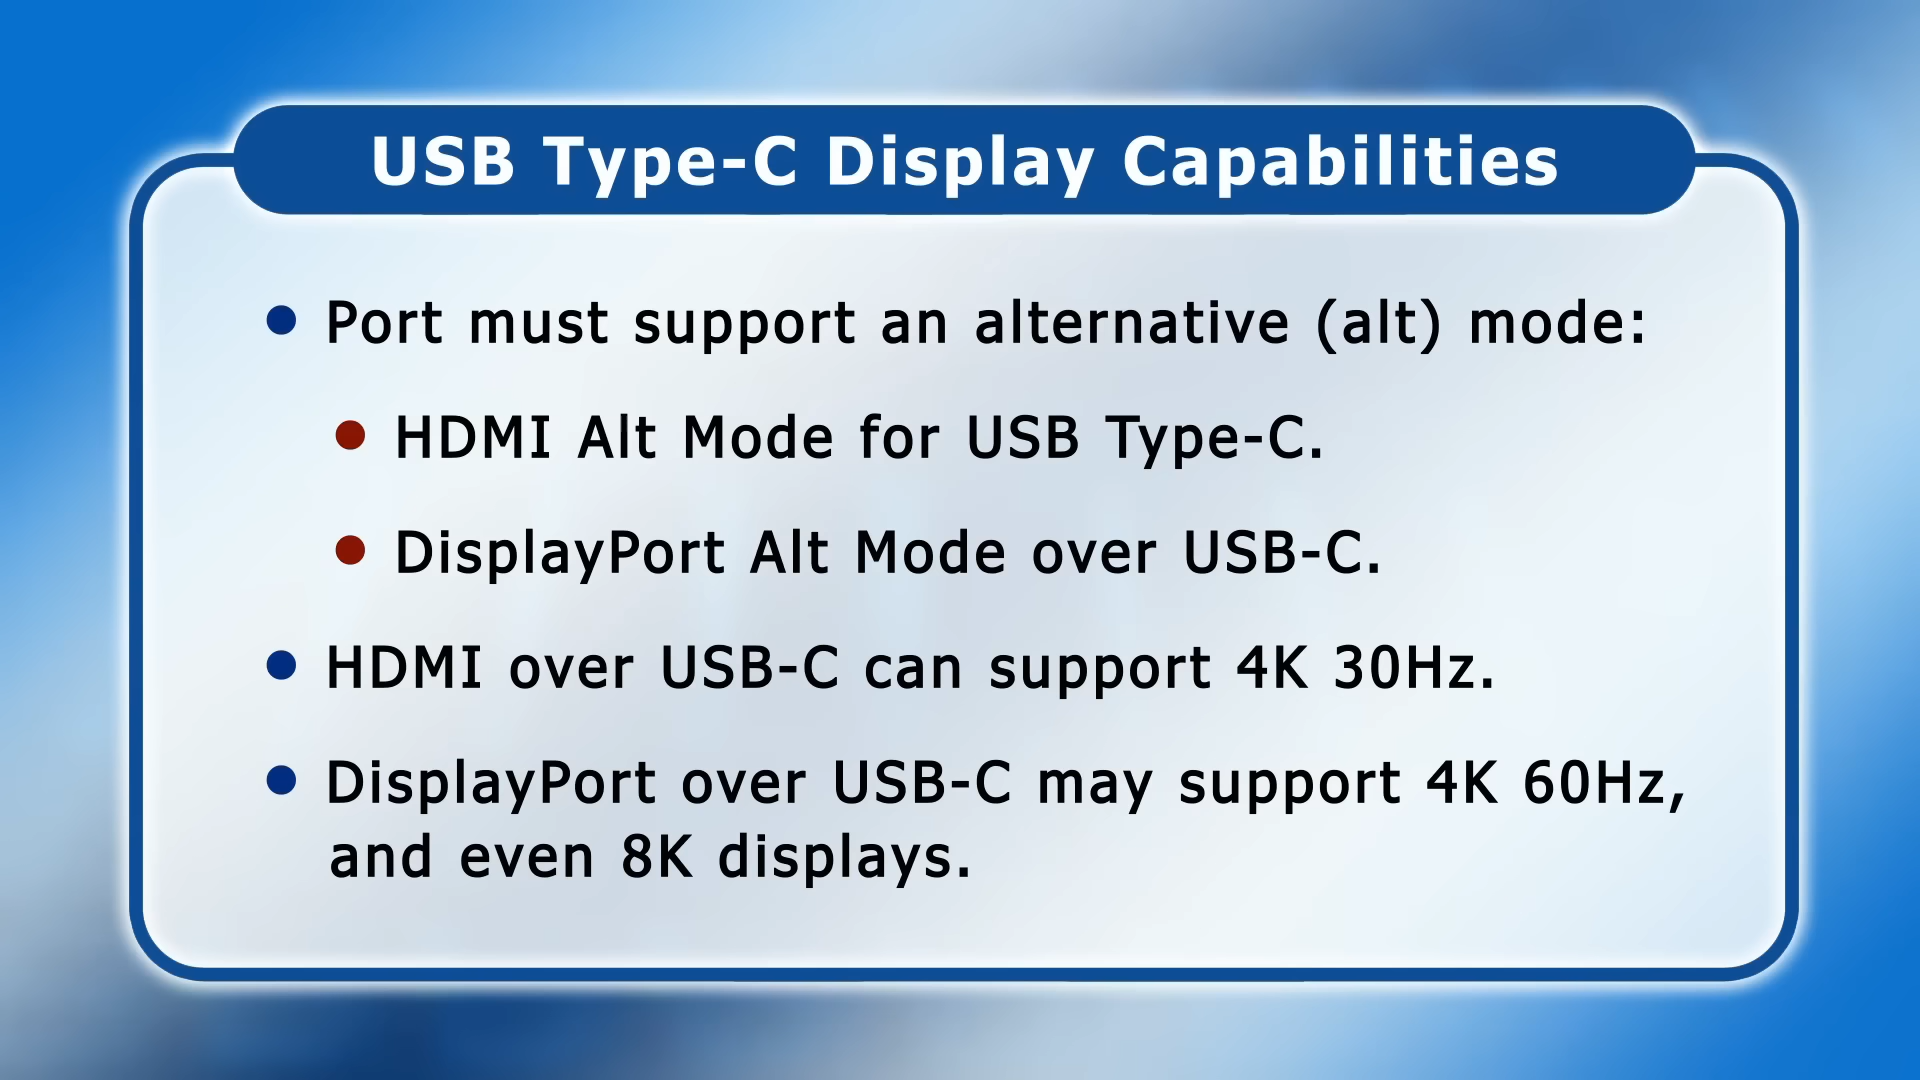 USB Type-C Display Capabilities
Port must support an alternative (alt) mode:
HDMI Alt Mode for USB Type-C.
DisplayPort Alt Mode over USB-C.
HDMI over USB-C can support 4K 30Hz.
DisplayPort over USB-C may support 4K 60Hz,
and even 8K displays.